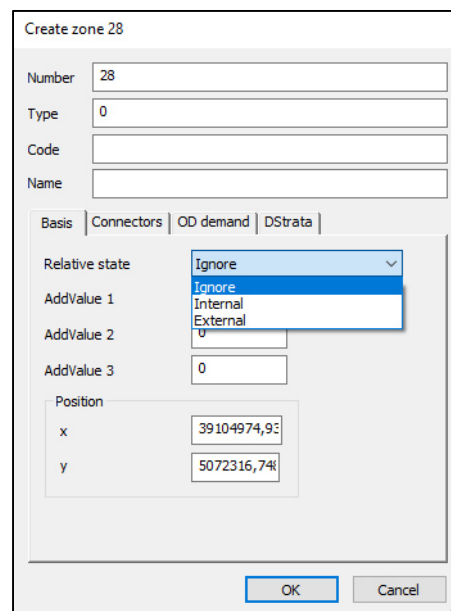 Create zone 28
Number 28
Type 0
Code
Name
Basis Connectors OD demand DStrata
Relative state Ignore
Ignore
AddValue 1 Internal
External
AddValue 2 0
AddValue 3 0
Position
x 39104974,93
y 5072316,748
OK Cancel